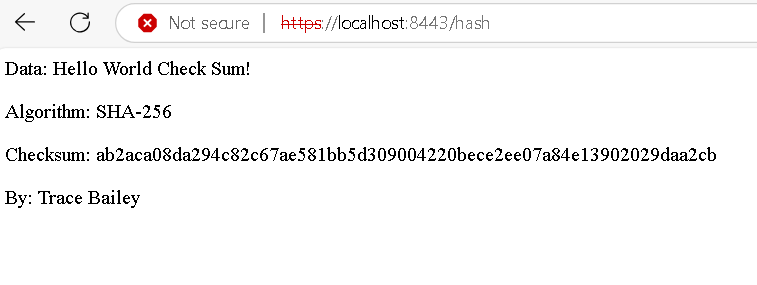 Not secure | https://localhost:8443/hash
Data: Hello World Check Sum!
Algorithm: SHA-256
Checksum: ab2aca08da294c82c67ae581bb5d309004220bece2ee07a84e13902029daa2cb
By: Trace Bailey